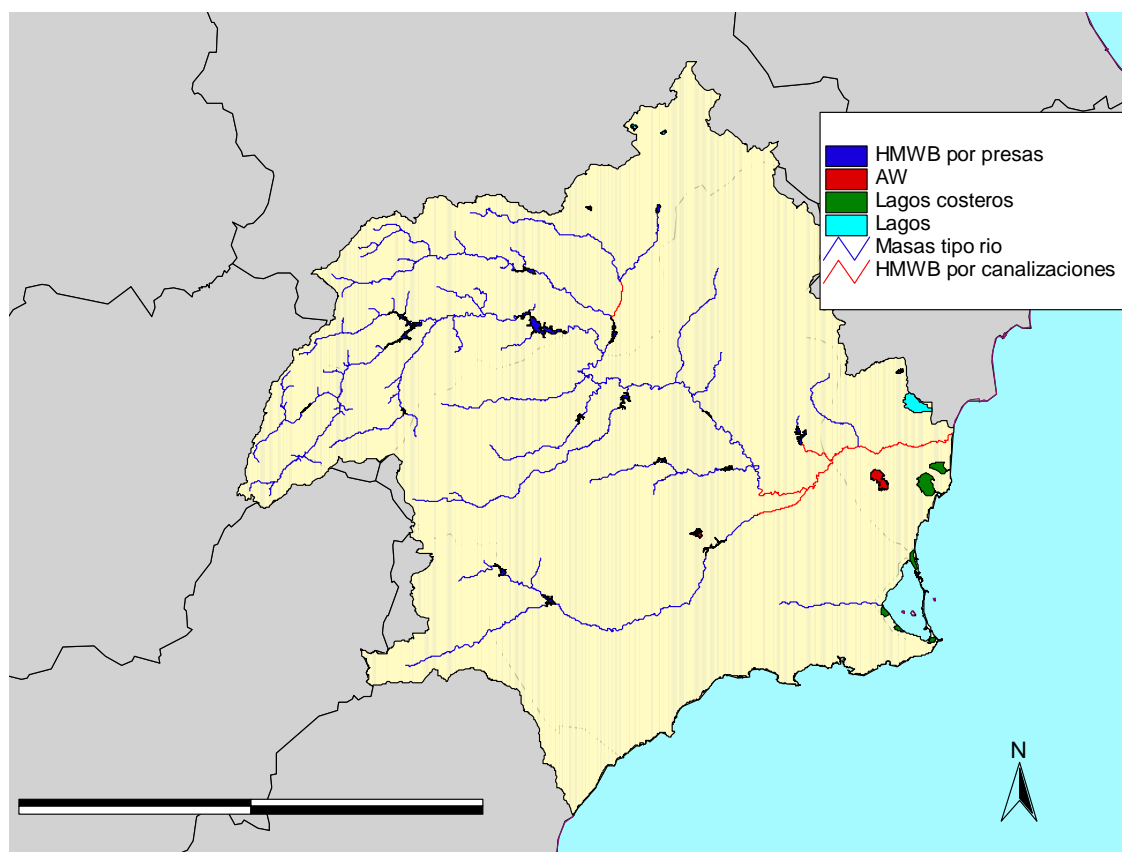 HMWB por presas
AW
Lagos costeros
Lagos
Masas tipo rio
HMWB por canalizaciones
N